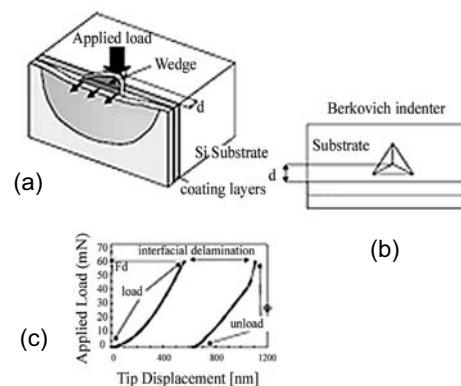 (a)
Applied load
Wedge
d
Si Substrate
coating layers
Berkovich indenter
Substrate
d
(b)
(c)
Applied Load (mN)
70
60
50
40
30
20
10
0
Fd
interfacial delamination
load
unload
0
400
800
1200
Tip Displacement [nm]